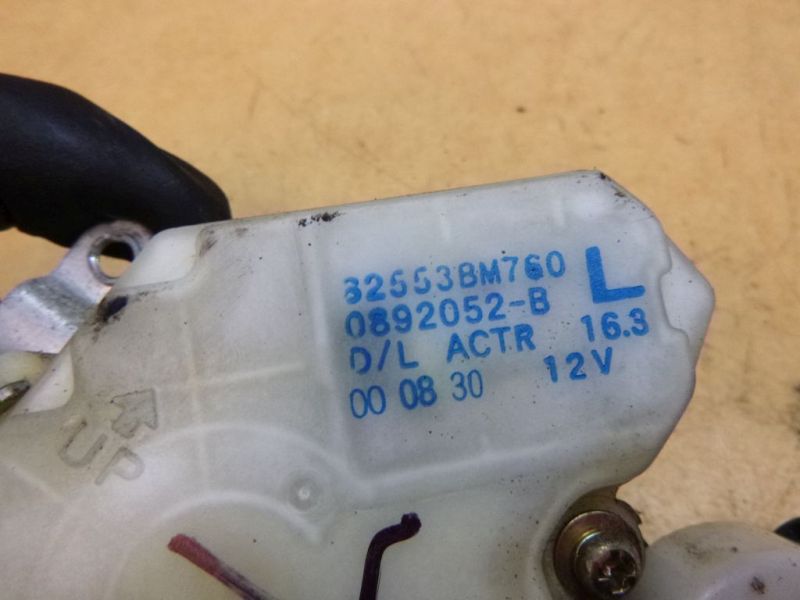 82553BM760 L
0892052-B
D/L ACTR 16.3
00 08 30 12V
UP